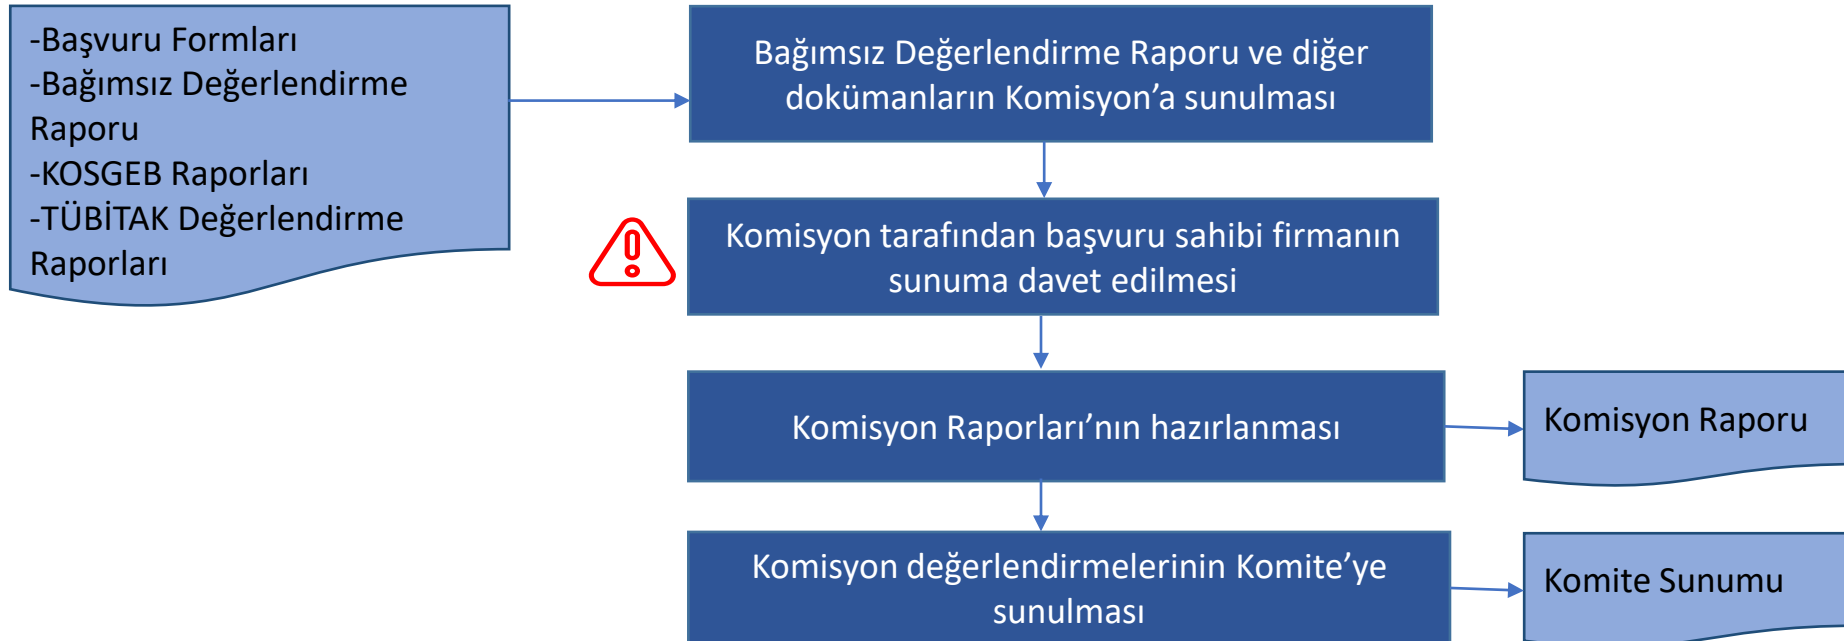 -Başvuru Formları
-Bağımsız Değerlendirme
Raporu
-KOSGEB Raporları
-TÜBİTAK Değerlendirme
Raporları
Bağımsız Değerlendirme Raporu ve diğer
dokümanların Komisyon’a sunulması
Komisyon tarafından başvuru sahibi firmanın
sunuma davet edilmesi
Komisyon Raporları’nın hazırlanması
Komisyon Raporu
Komisyon değerlendirmelerinin Komite’ye
sunulması
Komite Sunumu